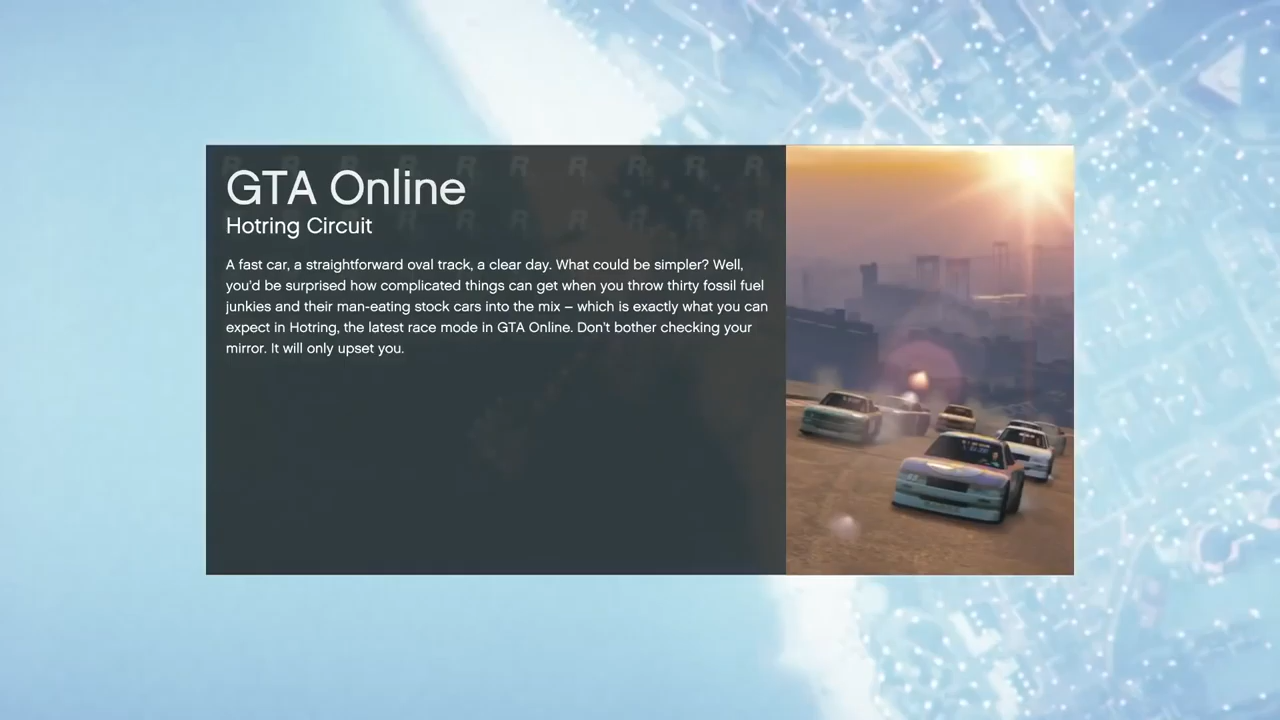 GTA Online
Hotring Circuit
A fast car, a straightforward oval track, a clear day. What could be simpler? Well,
you'd be surprised how complicated things can get when you throw thirty fossil fuel
junkies and their man-eating stock cars into the mix – which is exactly what you can
expect in Hotring, the latest race mode in GTA Online. Don't bother checking your
mirror. It will only upset you.